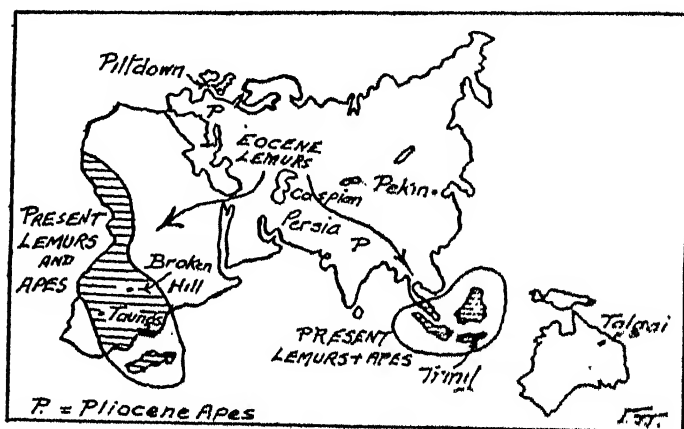 Piltdown
P
EOCENE
LEMURS
Caspian
Pekin
PRESENT
LEMURS
AND
APES
Persia
P
Broken
Hill
Taungs
PRESENT
LEMURS + APES
Trinil
Talgai
P. = Pliocene Apes